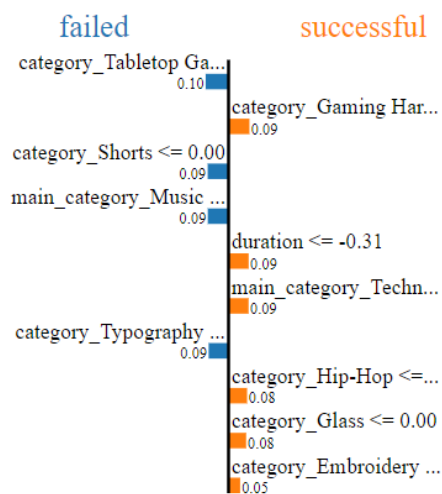 failed successful
category_Tabletop Ga...
0.10
category_Gaming Har...
0.09
category_Shorts <= 0.00
0.09
main_category_Music ...
0.09
duration <= -0.31
0.09
main_category_Techn...
0.09
category_Typography ...
0.09
category_Hip-Hop <=...
0.08
category_Glass <= 0.00
0.08
category_Embroidery ...
0.05